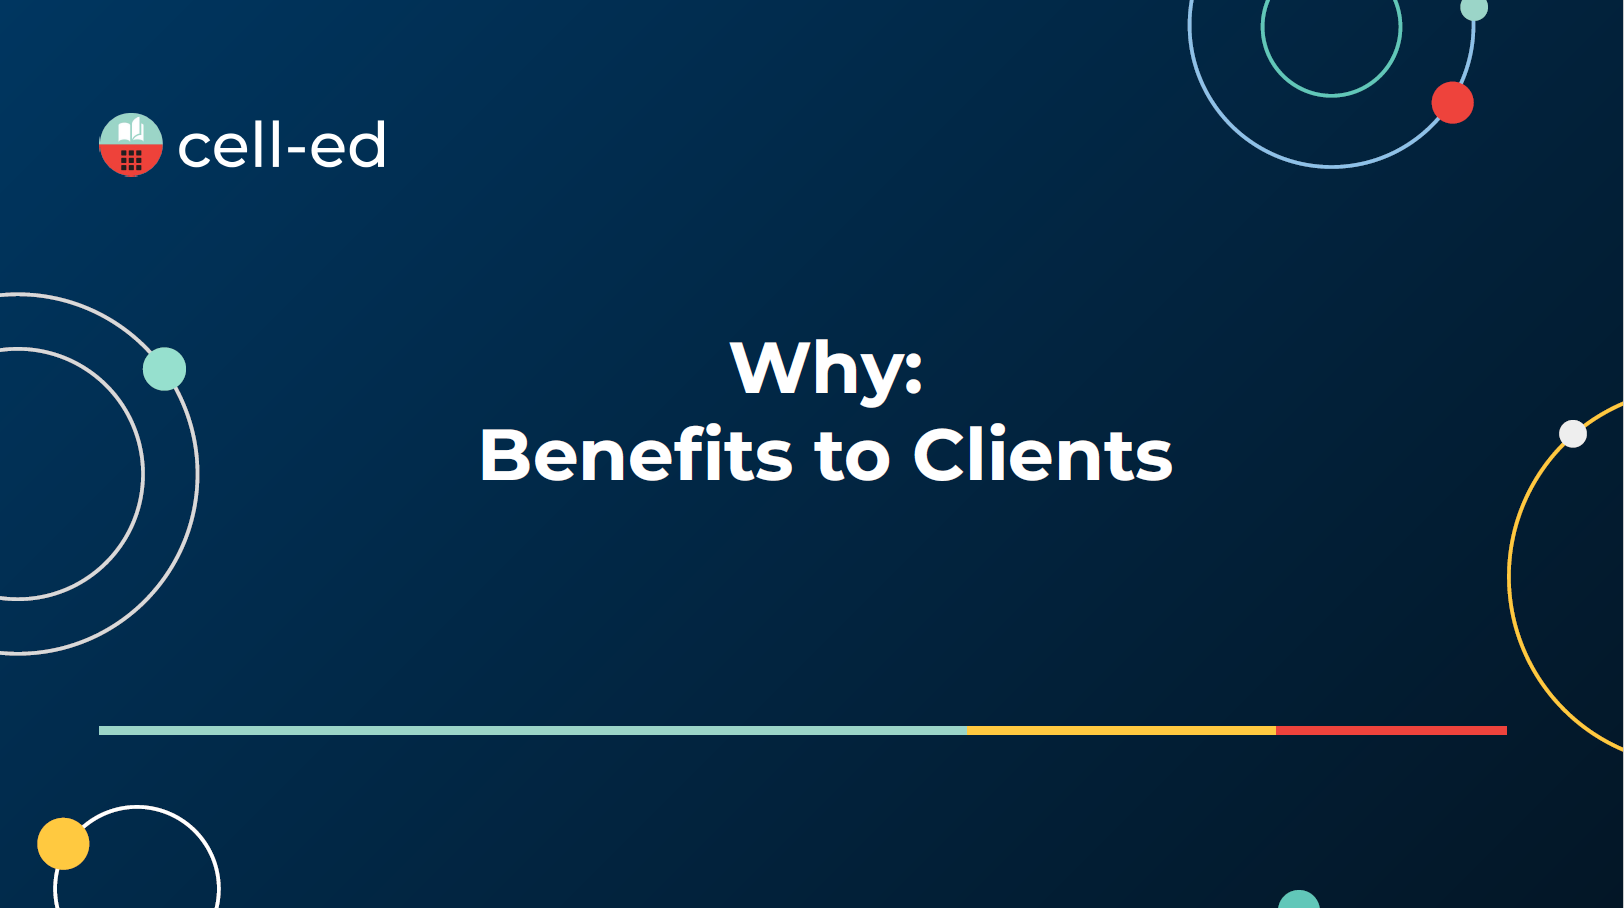 cell-ed
Why:
Benefits to Clients